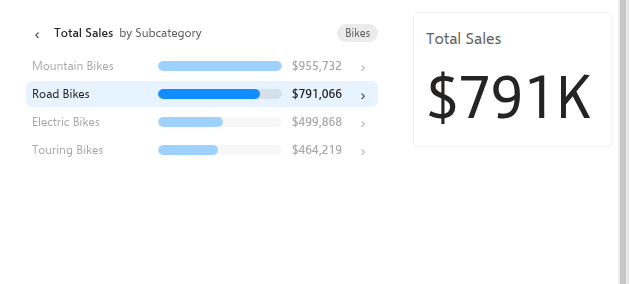 ‹ Total Sales by Subcategory Bikes
Mountain Bikes $955,732 ›
Road Bikes $791,066 ›
Electric Bikes $499,868 ›
Touring Bikes $464,219 ›
Total Sales
$791K